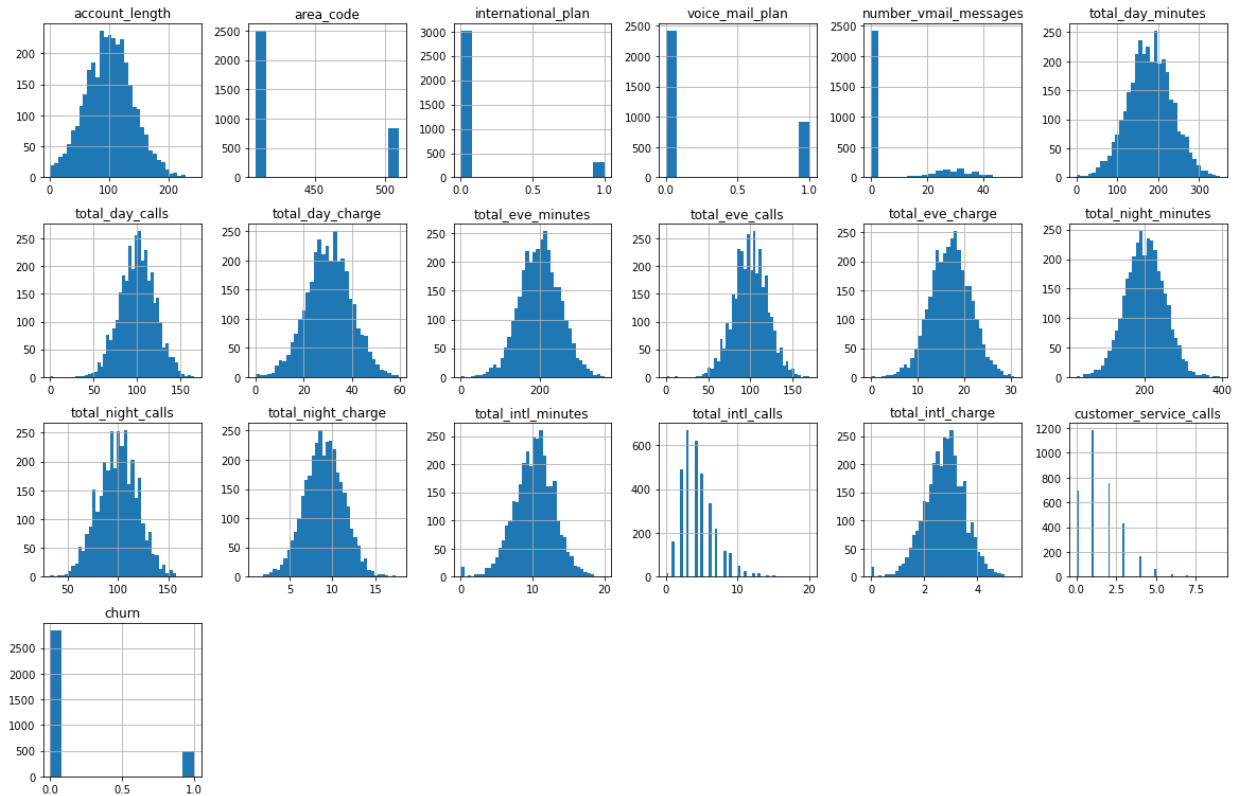 account_length area_code international_plan voice_mail_plan number_vmail_messages total_day_minutes
200 150 100 50 0
0 100 200
2500 2000 1500 1000 500 0
450 500
3000 2500 2000 1500 1000 500 0
0.0 0.5 1.0
2500 2000 1500 1000 500 0
0.0 0.5 1.0
2500 2000 1500 1000 500 0
0 20 40
250 200 150 100 50 0
0 100 200 300
total_day_calls total_day_charge total_eve_minutes total_eve_calls total_eve_charge total_night_minutes
250 200 150 100 50 0
0 50 100 150
250 200 150 100 50 0
0 20 40 60
250 200 150 100 50 0
0 200
250 200 150 100 50 0
0 50 100 150
250 200 150 100 50 0
0 10 20 30
250 200 150 100 50 0
200 400
total_night_calls total_night_charge total_intl_minutes total_intl_calls total_intl_charge customer_service_calls
250 200 150 100 50 0
50 100 150
250 200 150 100 50 0
5 10 15
250 200 150 100 50 0
0 10 20
600 400 200 0
0 10 20
250 200 150 100 50 0
0 2 4
1200 1000 800 600 400 200 0
0.0 2.5 5.0 7.5
churn
2500 2000 1500 1000 500 0
0.0 0.5 1.0